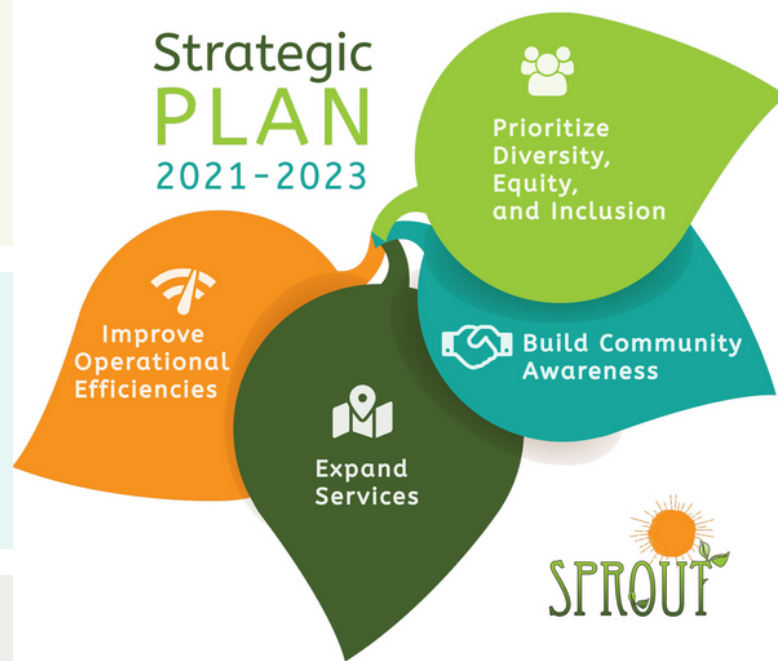 Strategic
PLAN
2021-2023
Prioritize
Diversity,
Equity,
and Inclusion
Build Community
Awareness
Expand
Services
Improve
Operational
Efficiencies
SPROUT